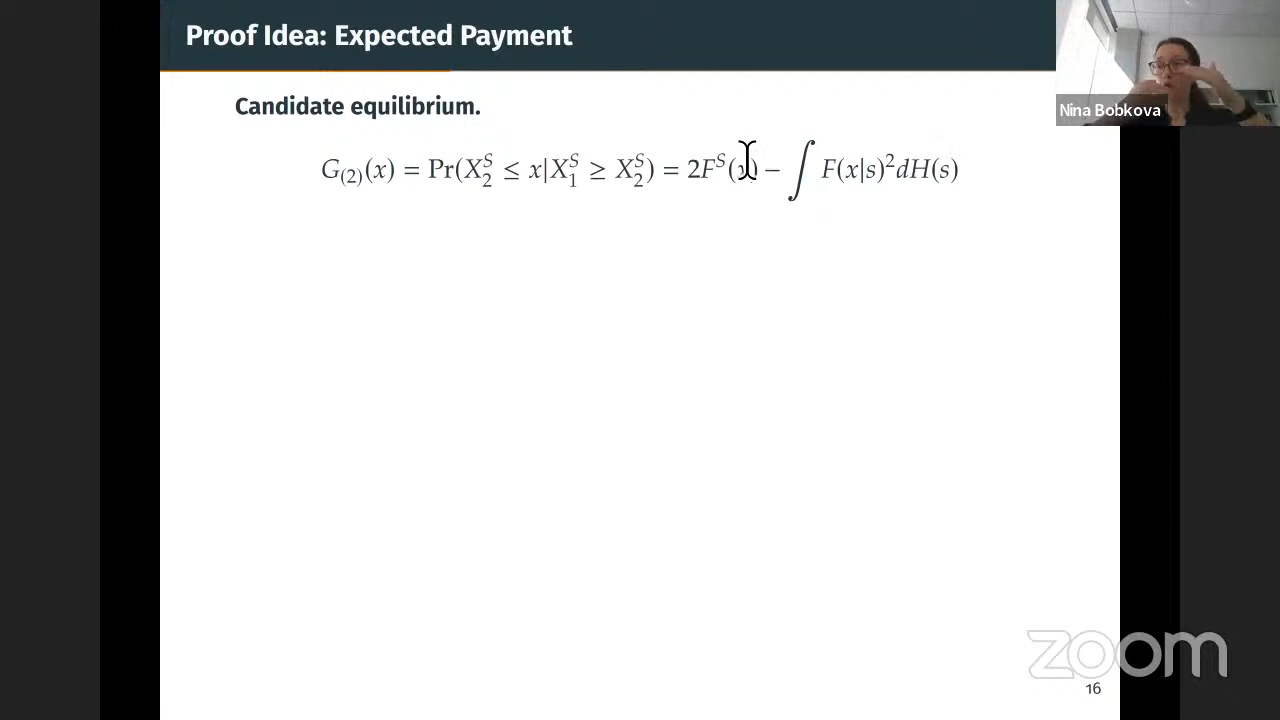 Proof Idea: Expected Payment
Nina Bobkova
Candidate equilibrium.
G₍₂₎(x) = Pr(X₂ˢ ≤ x|X₁ˢ ≥ X₂ˢ) = 2Fˢ(x) − ∫ F(x|s)²dH(s)
zoom
16